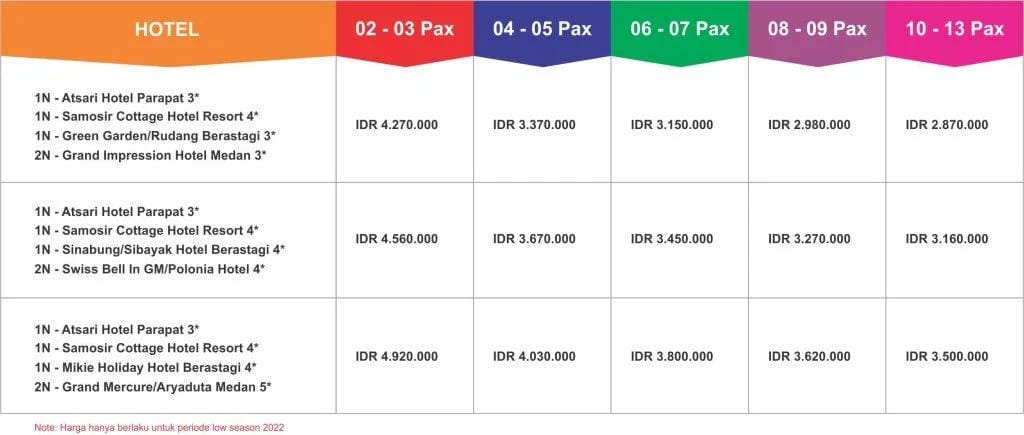 HOTEL
02 - 03 Pax
04 - 05 Pax
06 - 07 Pax
08 - 09 Pax
10 - 13 Pax
1N - Atsari Hotel Parapat 3*
1N - Samosir Cottage Hotel Resort 4*
1N - Green Garden/Rudang Berastagi 3*
2N - Grand Impression Hotel Medan 3*
IDR 4.270.000
IDR 3.370.000
IDR 3.150.000
IDR 2.980.000
IDR 2.870.000
1N - Atsari Hotel Parapat 3*
1N - Samosir Cottage Hotel Resort 4*
1N - Sinabung/Sibayak Hotel Berastagi 4*
2N - Swiss Bell In GM/Polonia Hotel 4*
IDR 4.560.000
IDR 3.670.000
IDR 3.450.000
IDR 3.270.000
IDR 3.160.000
1N - Atsari Hotel Parapat 3*
1N - Samosir Cottage Hotel Resort 4*
1N - Mikie Holiday Hotel Berastagi 4*
2N - Grand Mercure/Aryaduta Medan 5*
IDR 4.920.000
IDR 4.030.000
IDR 3.800.000
IDR 3.620.000
IDR 3.500.000
Note: Harga hanya berlaku untuk periode low season 2022